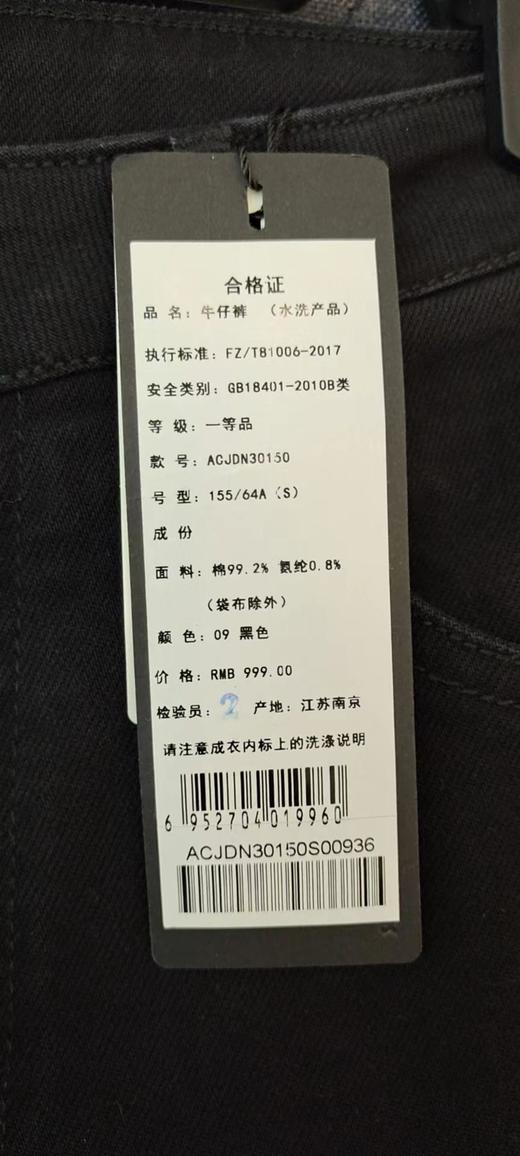 合格证
品 名：牛仔裤 （水洗产品）
执行标准：FZ/T81006-2017
安全类别：GB18401-2010B类
等 级：一等品
款 号：ACJDN30150
号 型：155/64A（S）
成 份
面 料：棉99.2% 氨纶0.8%
（袋布除外）
颜 色：09 黑色
价 格：RMB 999.00
检验员：2 产地：江苏南京
请注意成衣内标上的洗涤说明
6 952704 019960
ACJDN30150S00936